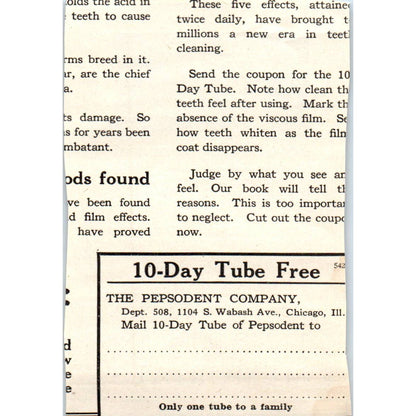 olds the acid in
teeth to cause
rms breed in it.
ar, are the chief
a.
ts damage. So
as for years been
mbatant.
ods found
ve been found
d film effects.
have proved
d
w
e
e
These five effects, attaine
twice daily, have brought t
millions a new era in teet
cleaning.
Send the coupon for the 10
Day Tube. Note how clean th
teeth feel after using. Mark th
absence of the viscous film. Se
how teeth whiten as the film
coat disappears.
Judge by what you see an
feel. Our book will tell th
reasons. This is too importan
to neglect. Cut out the coupo
now.
10-Day Tube Free 542
THE PEPSODENT COMPANY,
Dept. 508, 1104 S. Wabash Ave., Chicago, Ill.
Mail 10-Day Tube of Pepsodent to
Only one tube to a family